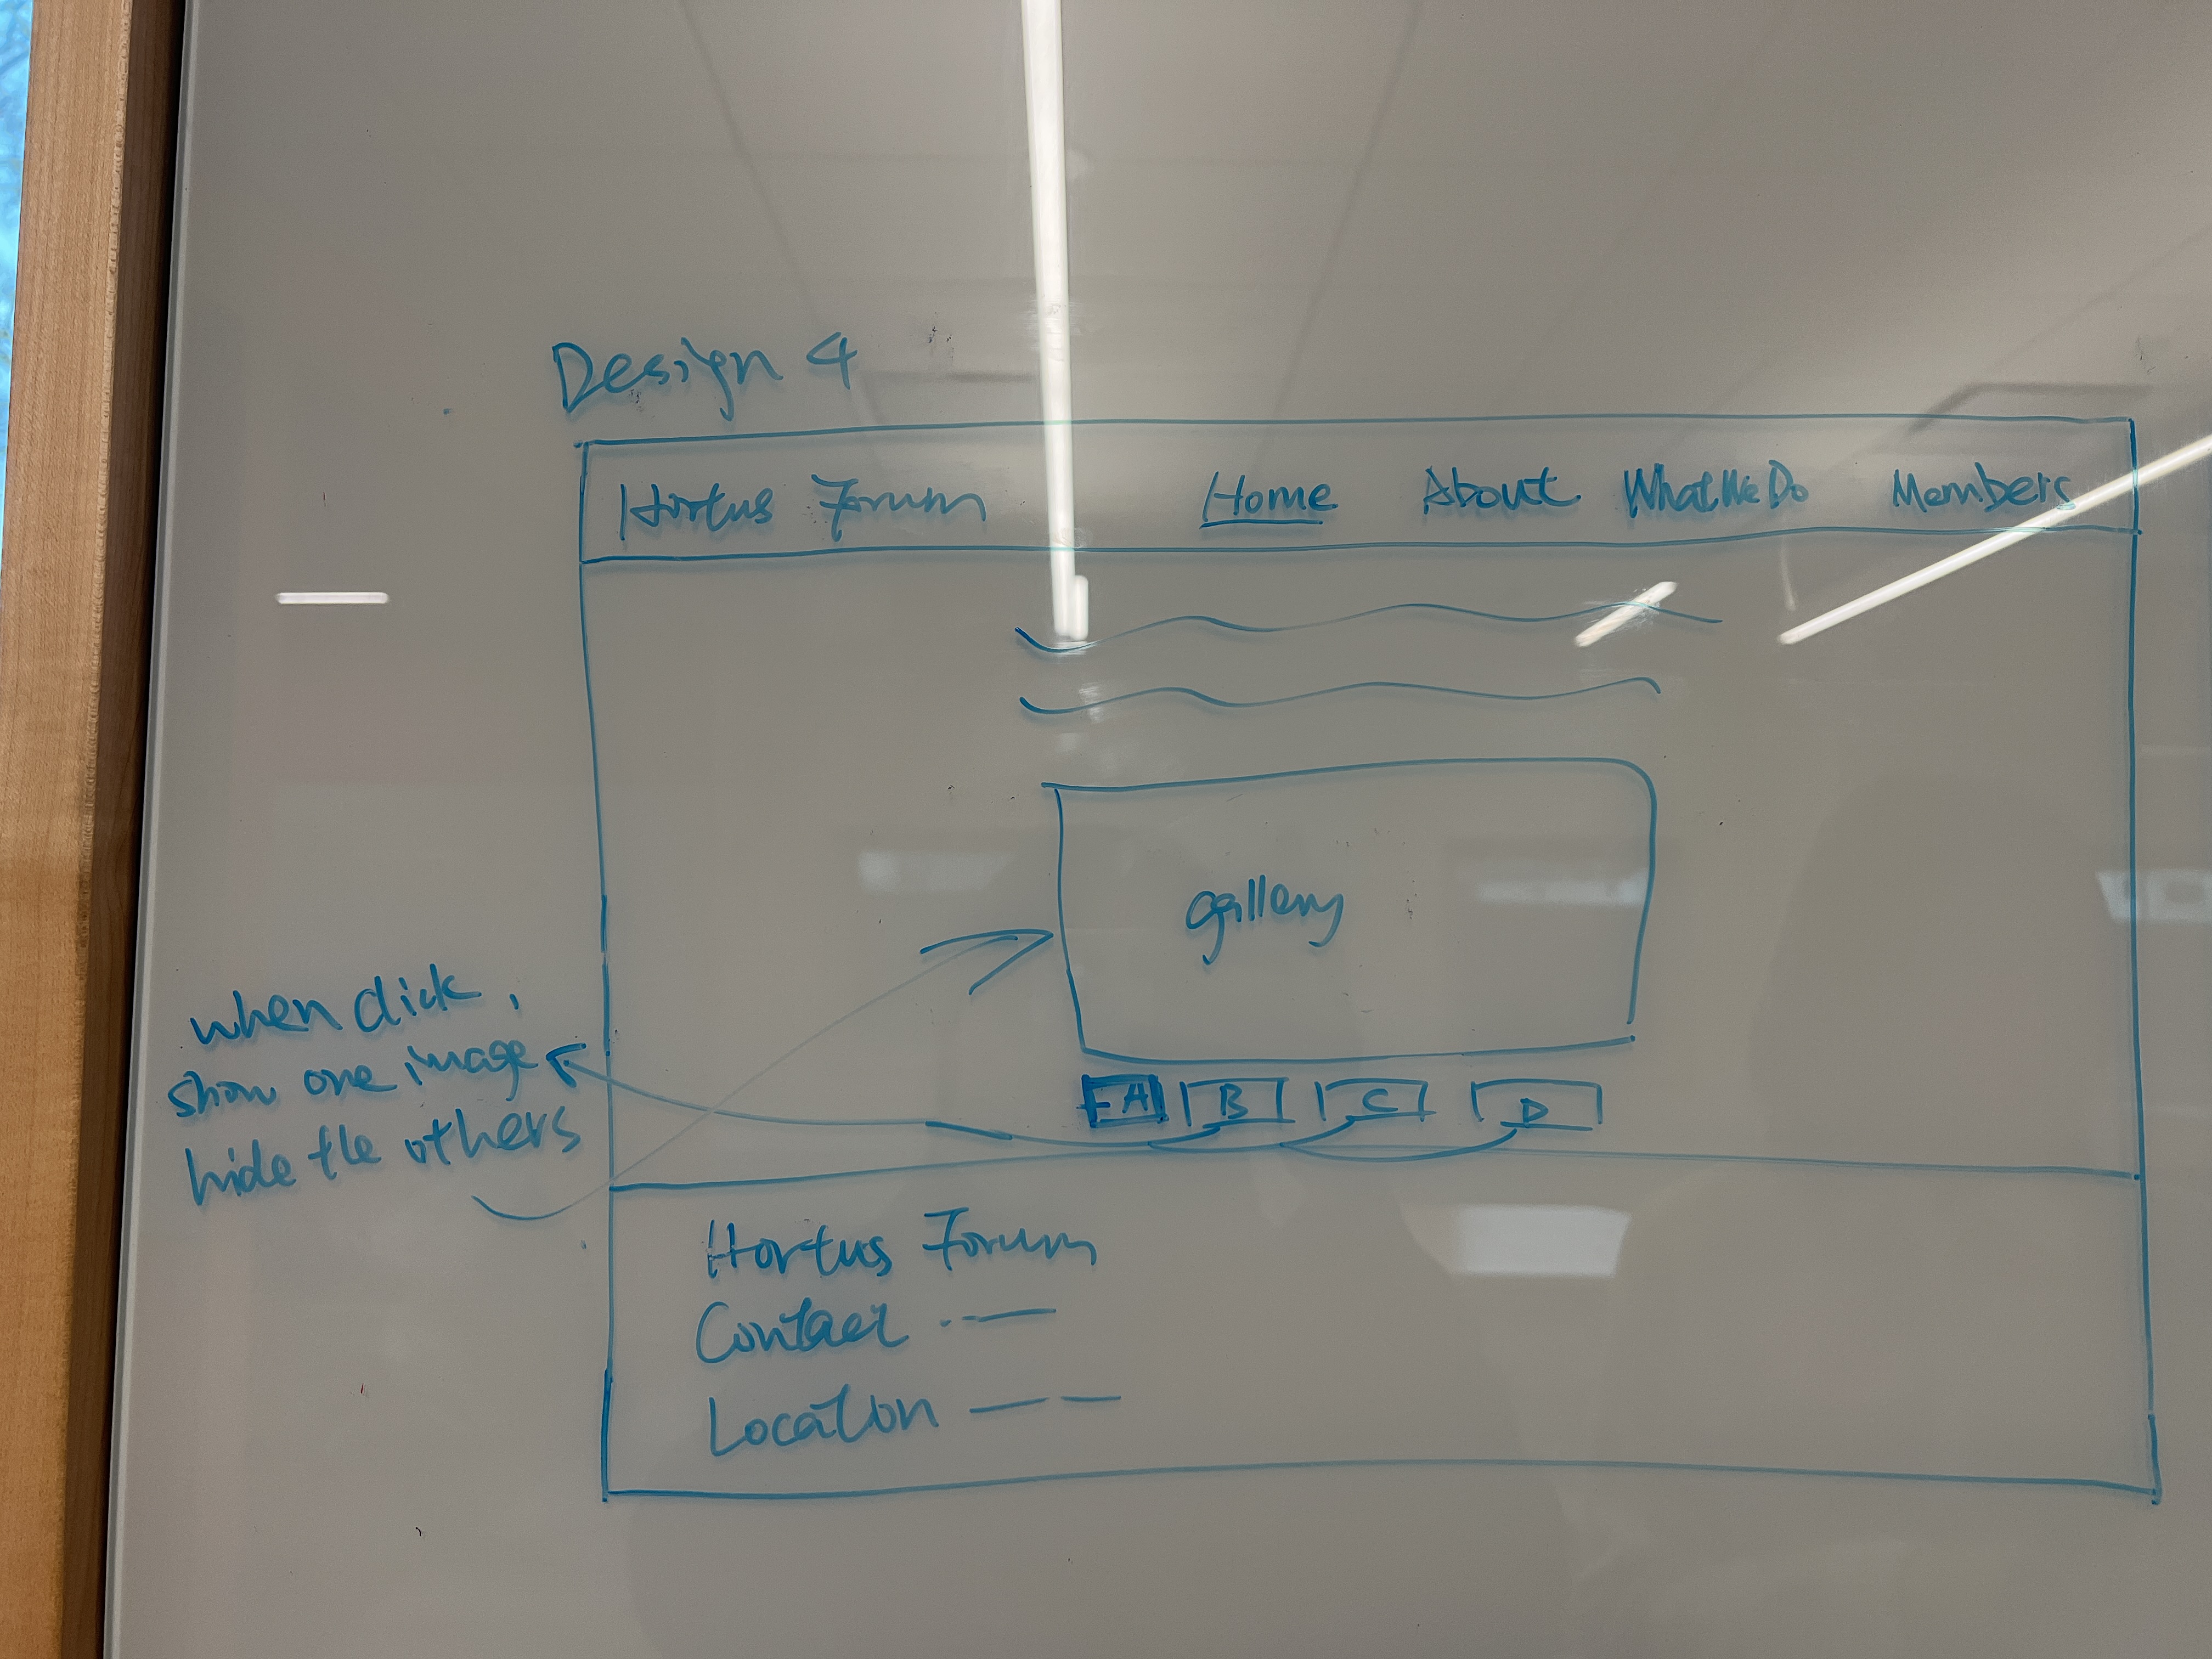 Design 4
Hortus Forum Home About What We Do Members
gallery
when click,
show one image
hide the others
A B C D
Hortus Forum
Contact
Location